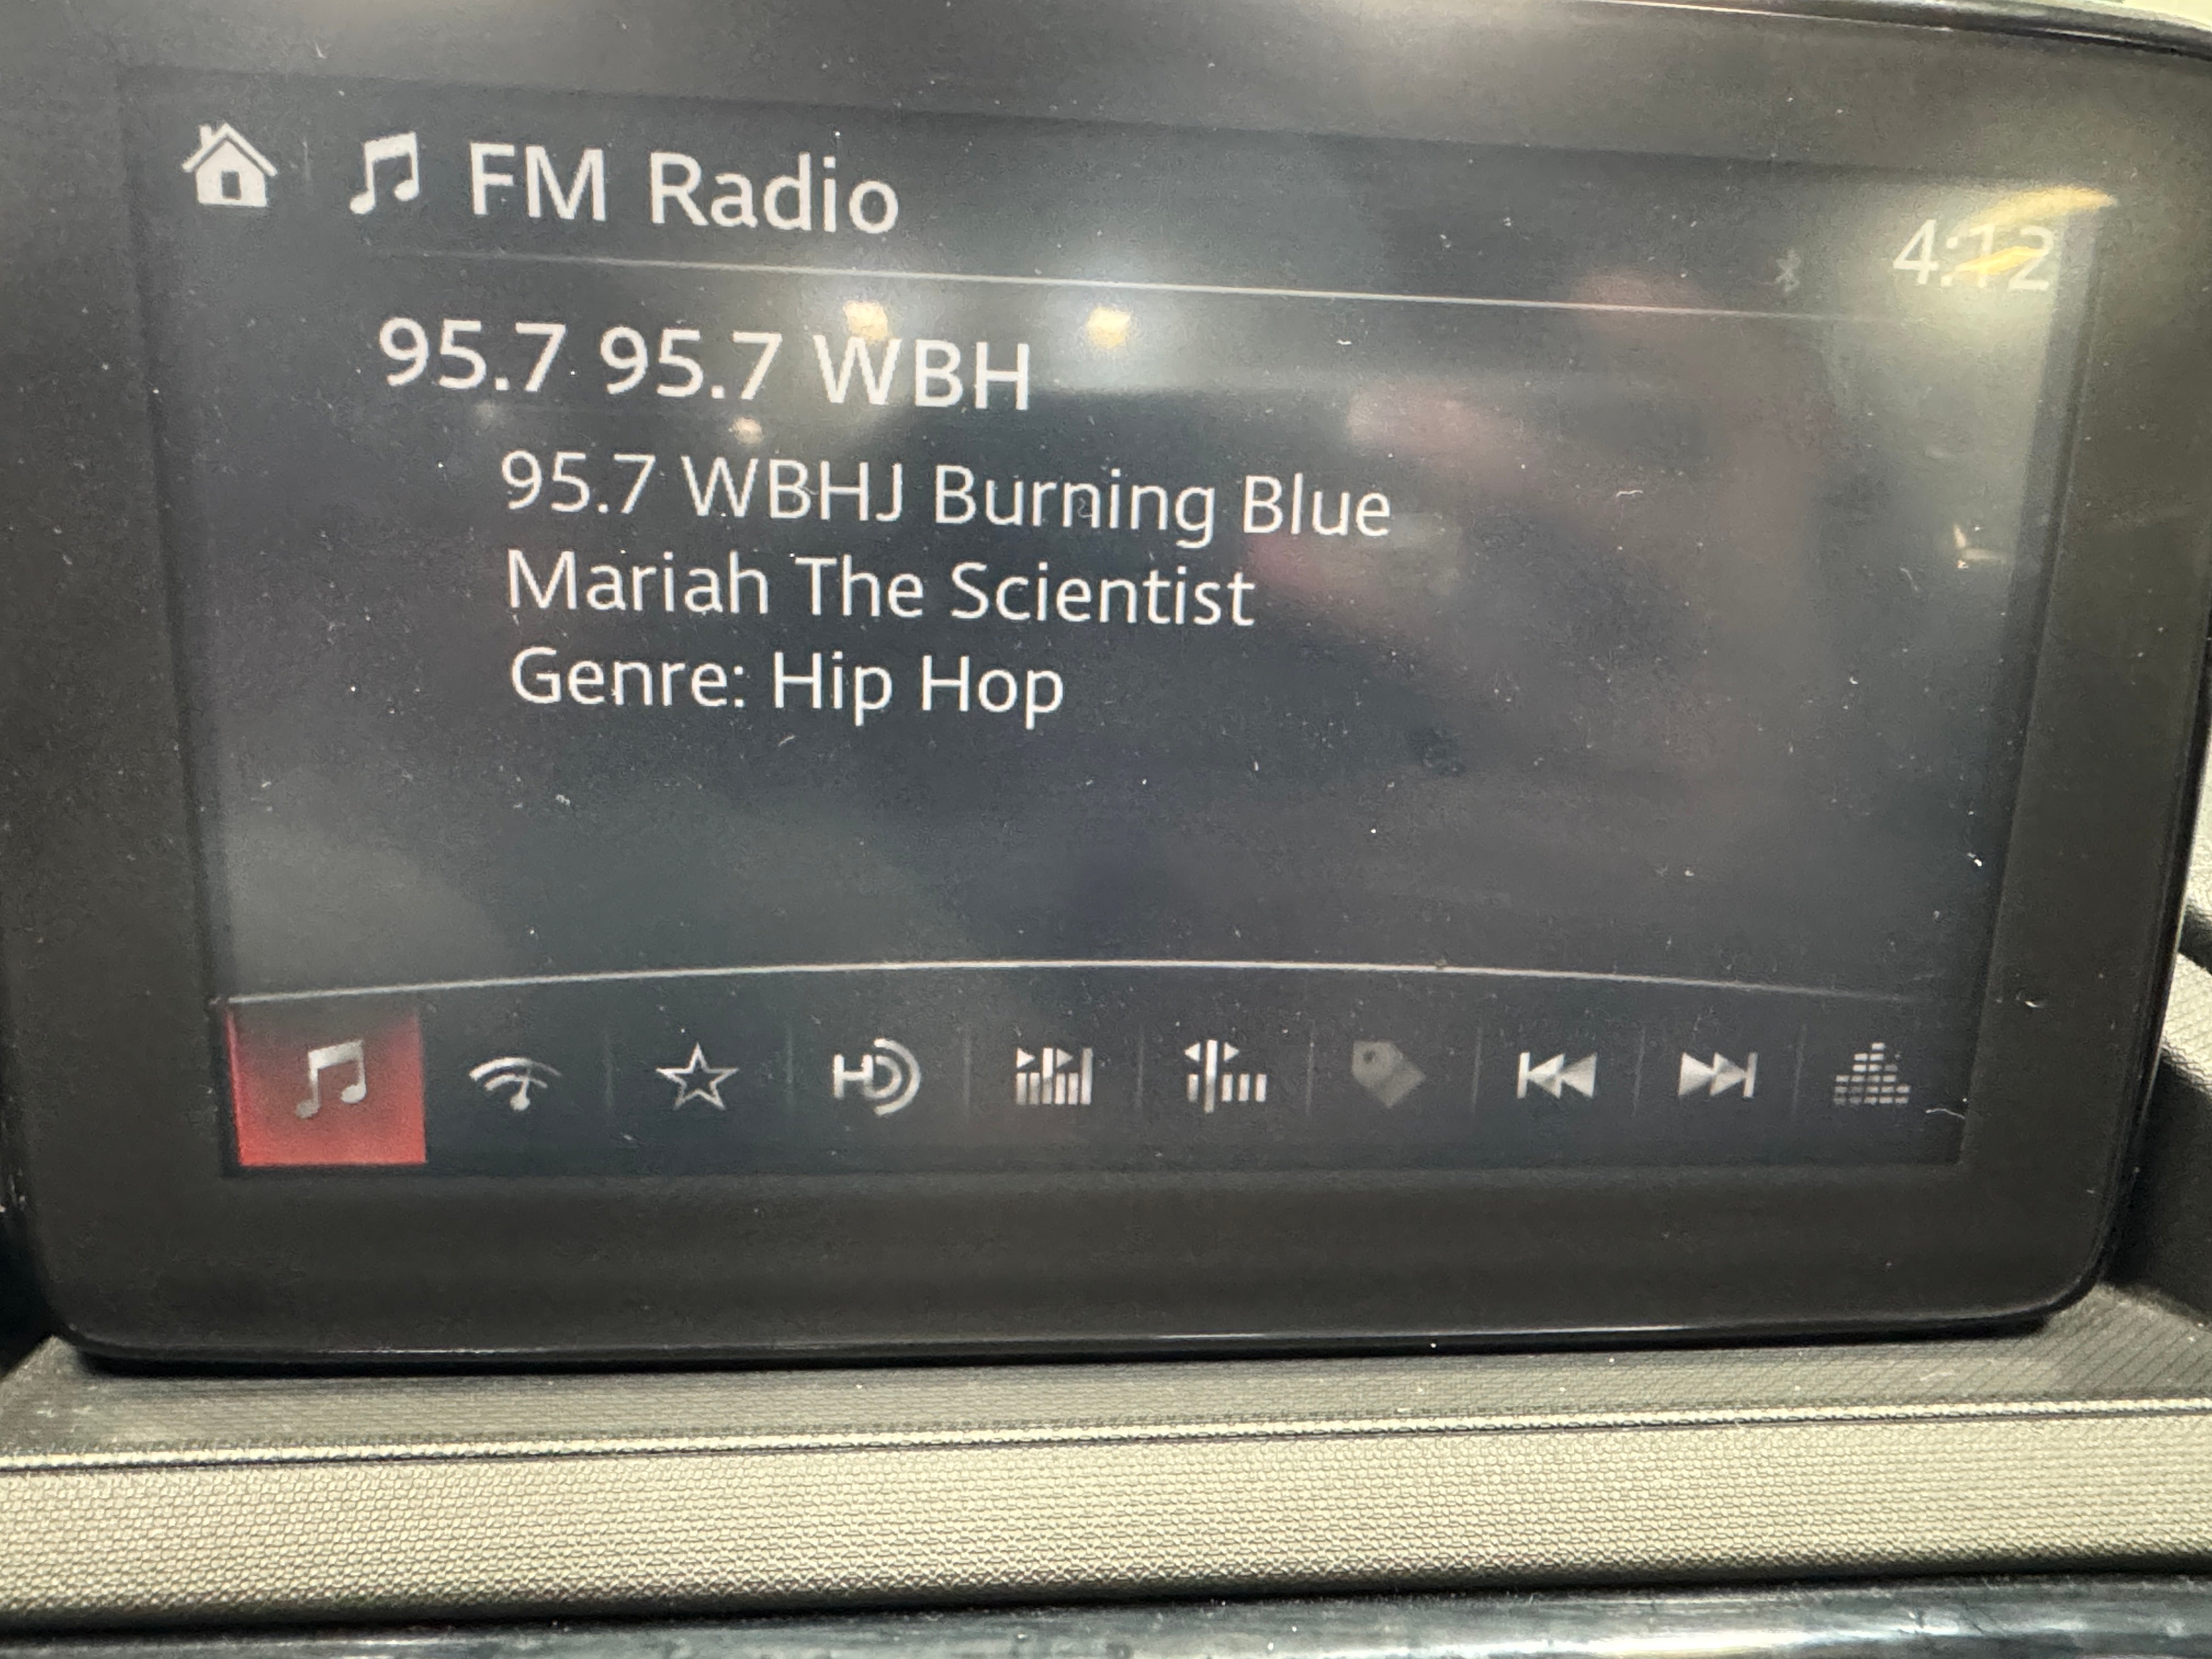 FM Radio
4:12
95.7 95.7 WBH
95.7 WBHJ Burning Blue
Mariah The Scientist
Genre: Hip Hop
HD